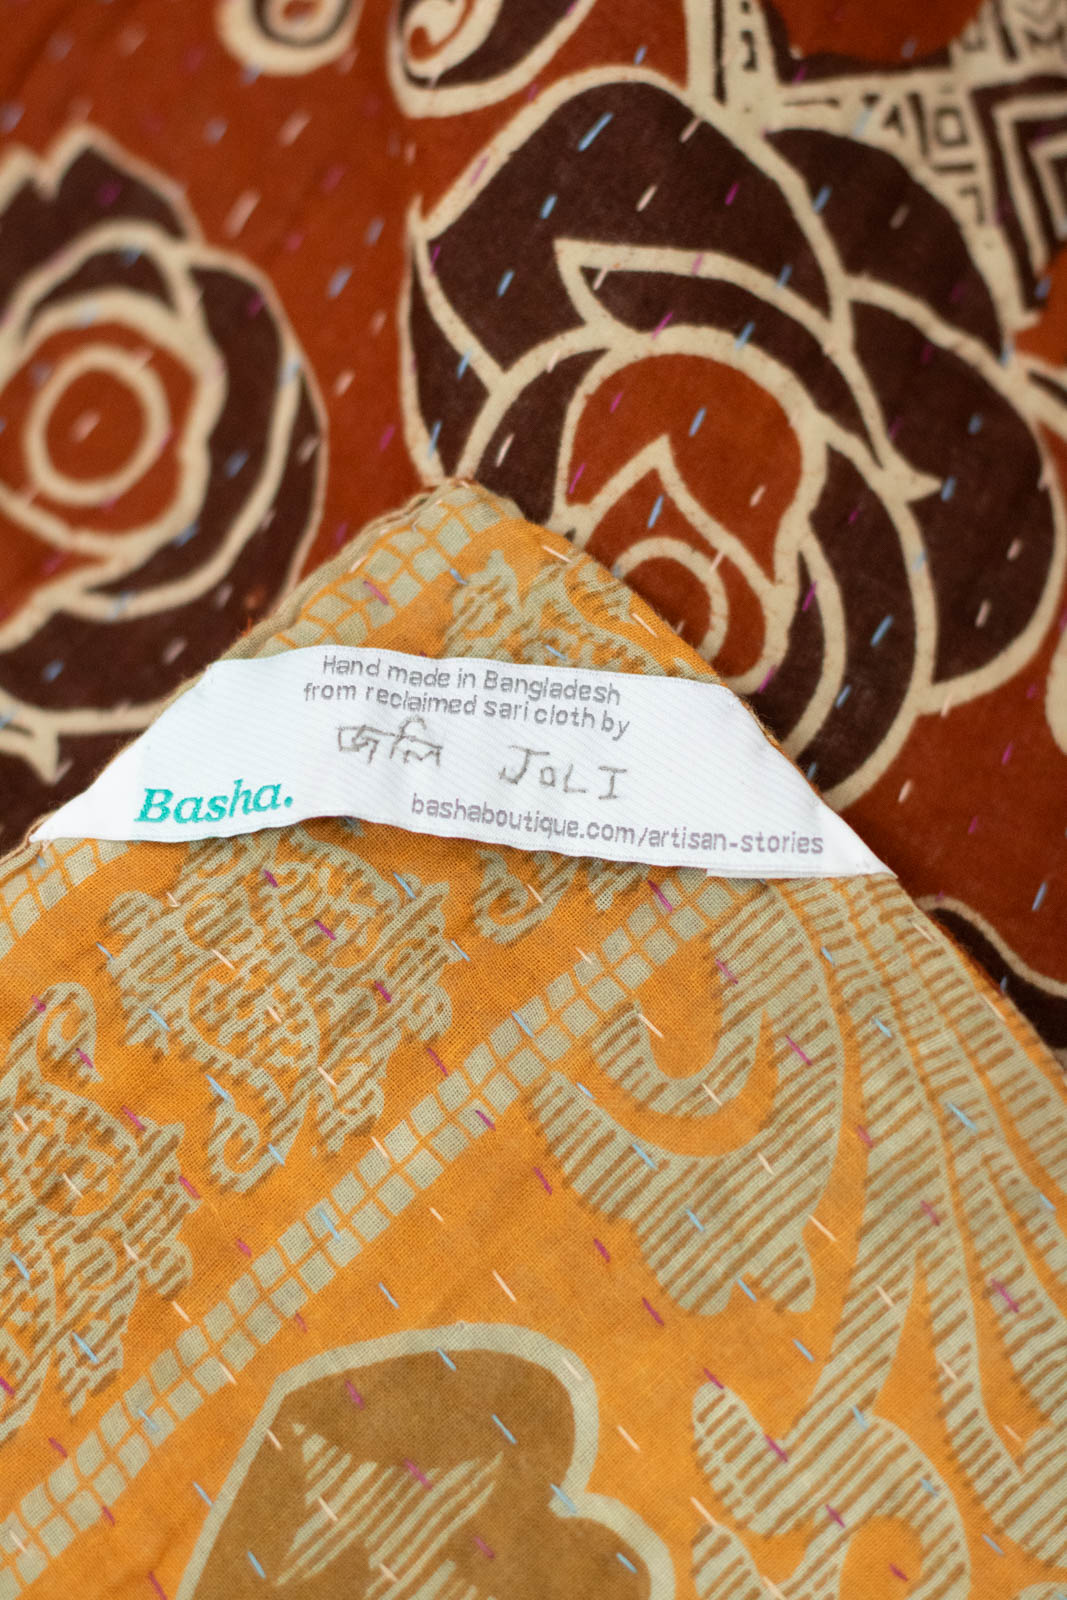 Hand made in Bangladesh
from reclaimed sari cloth by
জলি JOLI
Basha.
bashaboutique.com/artisan-stories